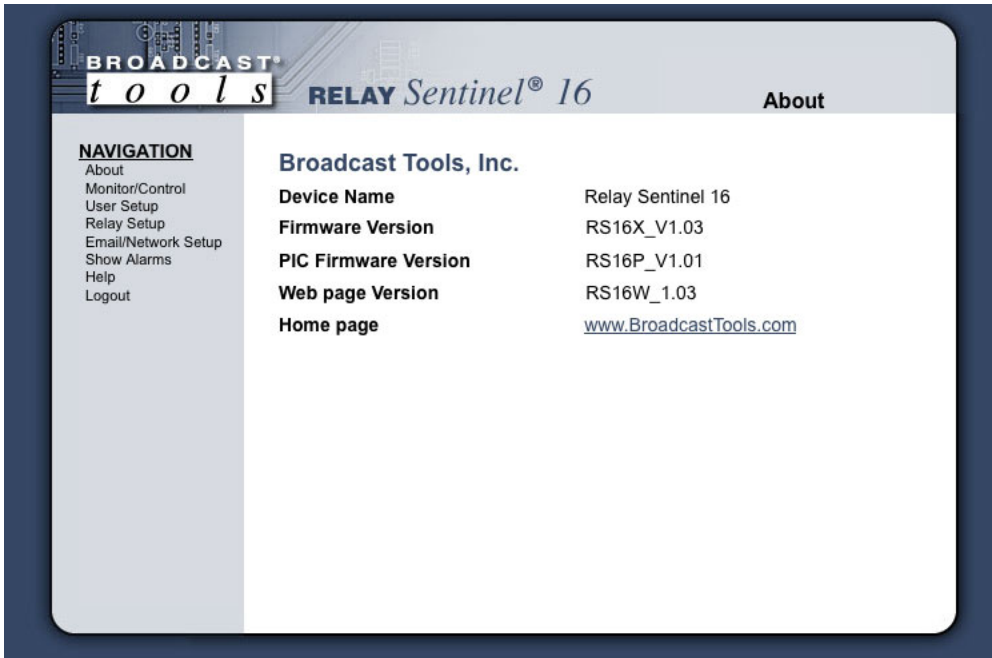 BROADCAST®
tools
RELAY Sentinel® 16
About
NAVIGATION
About
Monitor/Control
User Setup
Relay Setup
Email/Network Setup
Show Alarms
Help
Logout
Broadcast Tools, Inc.
Device Name Relay Sentinel 16
Firmware Version RS16X_V1.03
PIC Firmware Version RS16P_V1.01
Web page Version RS16W_1.03
Home page www.BroadcastTools.com